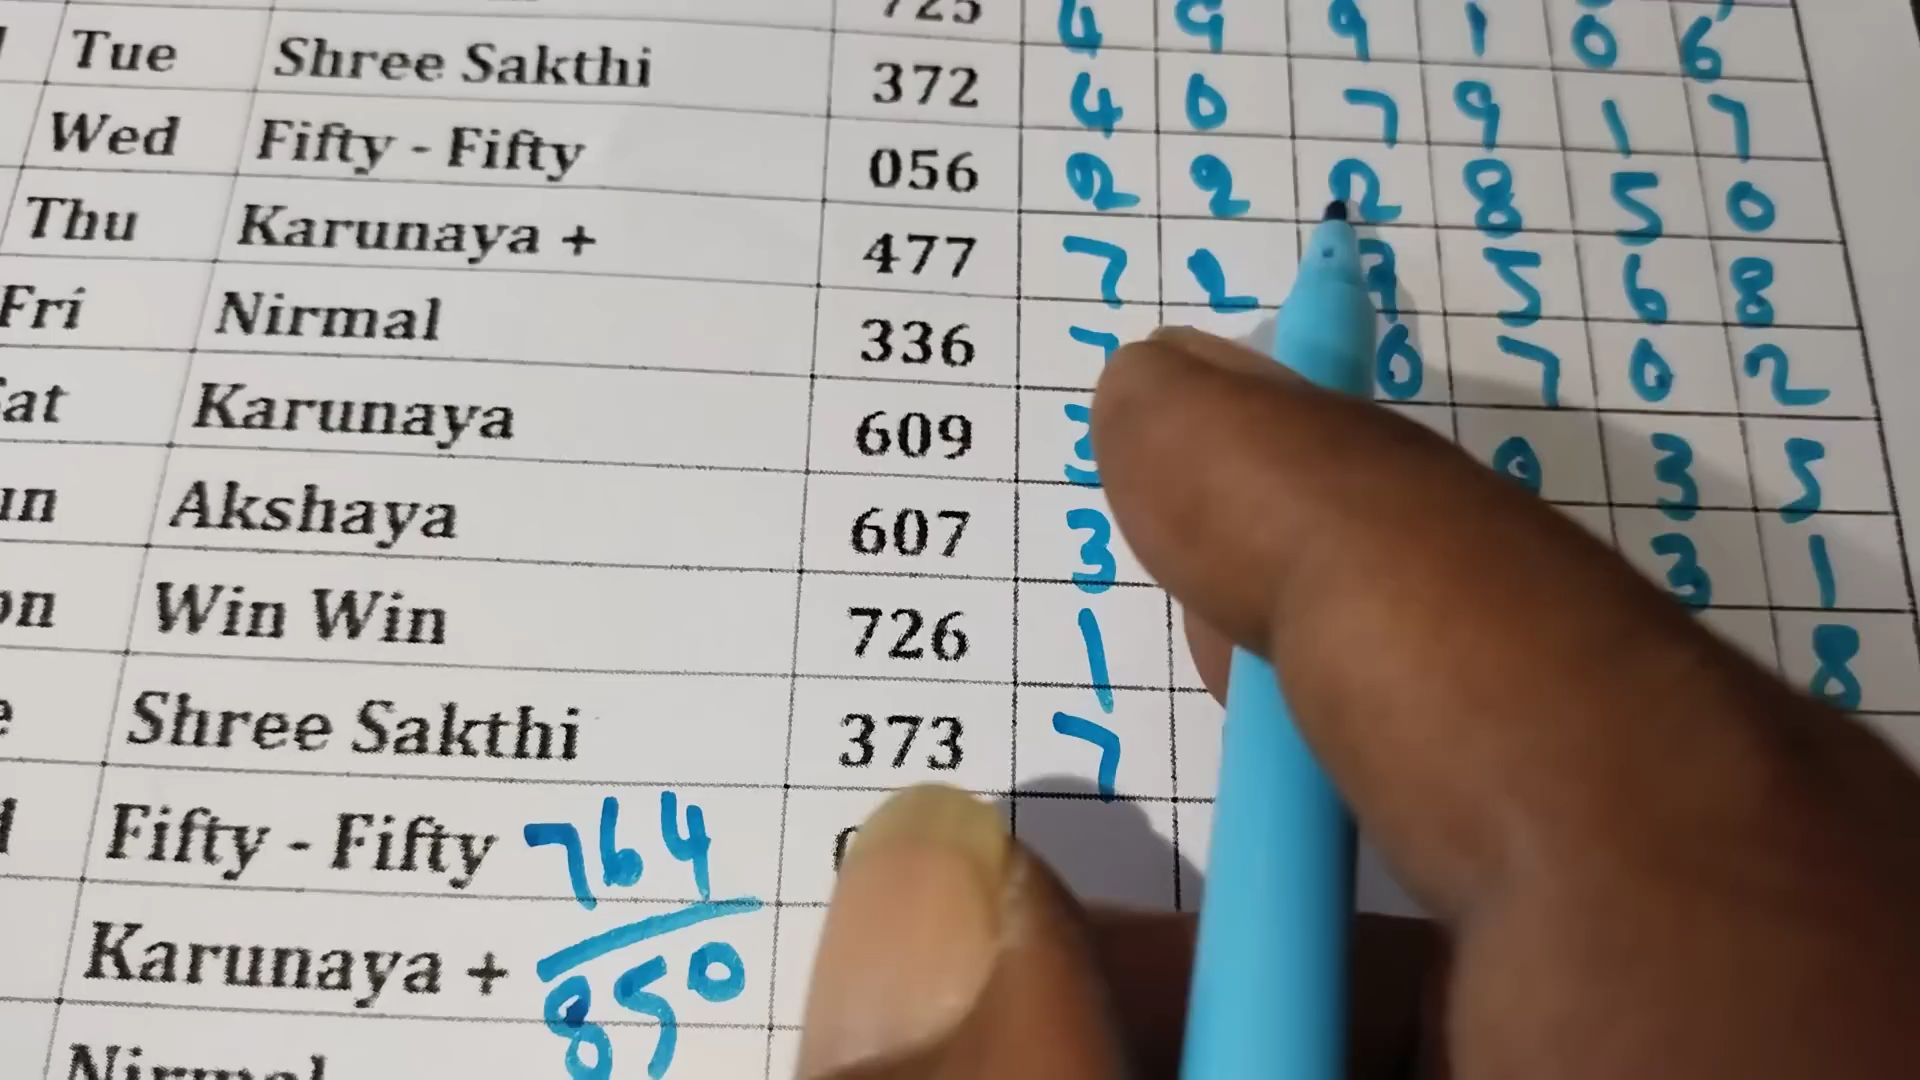 725 4 9 9 1 0 6
Tue Shree Sakthi 372 4 0 7 9 1 7
Wed Fifty - Fifty 056 2 2 2 8 5 0
Thu Karunaya + 477 7 2 5 6 8
Fri Nirmal 336 7 0 7 0 2
Karunaya 609 3 5
Akshaya 607 3 3 1
Win Win 726 1 8
Shree Sakthi 373 7
Fifty - Fifty 764
Karunaya + 850
Nirmal